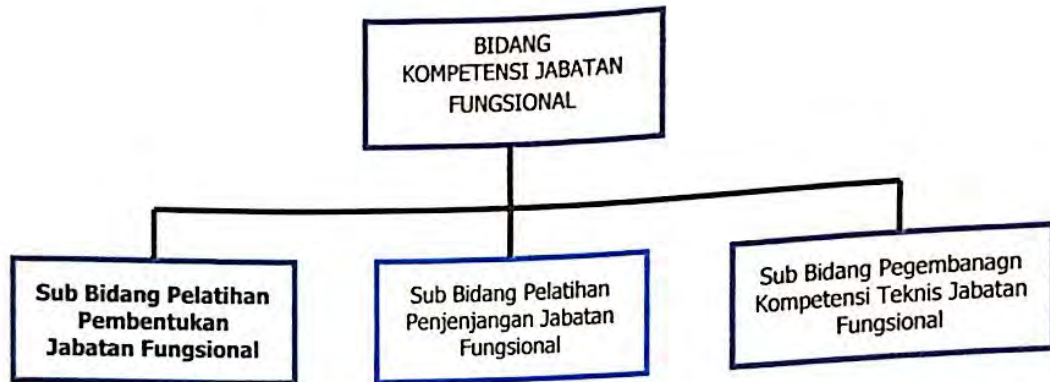 BIDANG
KOMPETENSI JABATAN
FUNGSIONAL
Sub Bidang Pelatihan
Pembentukan
Jabatan Fungsional
Sub Bidang Pelatihan
Penjenjangan Jabatan
Fungsional
Sub Bidang Pegembanagn
Kompetensi Teknis Jabatan
Fungsional